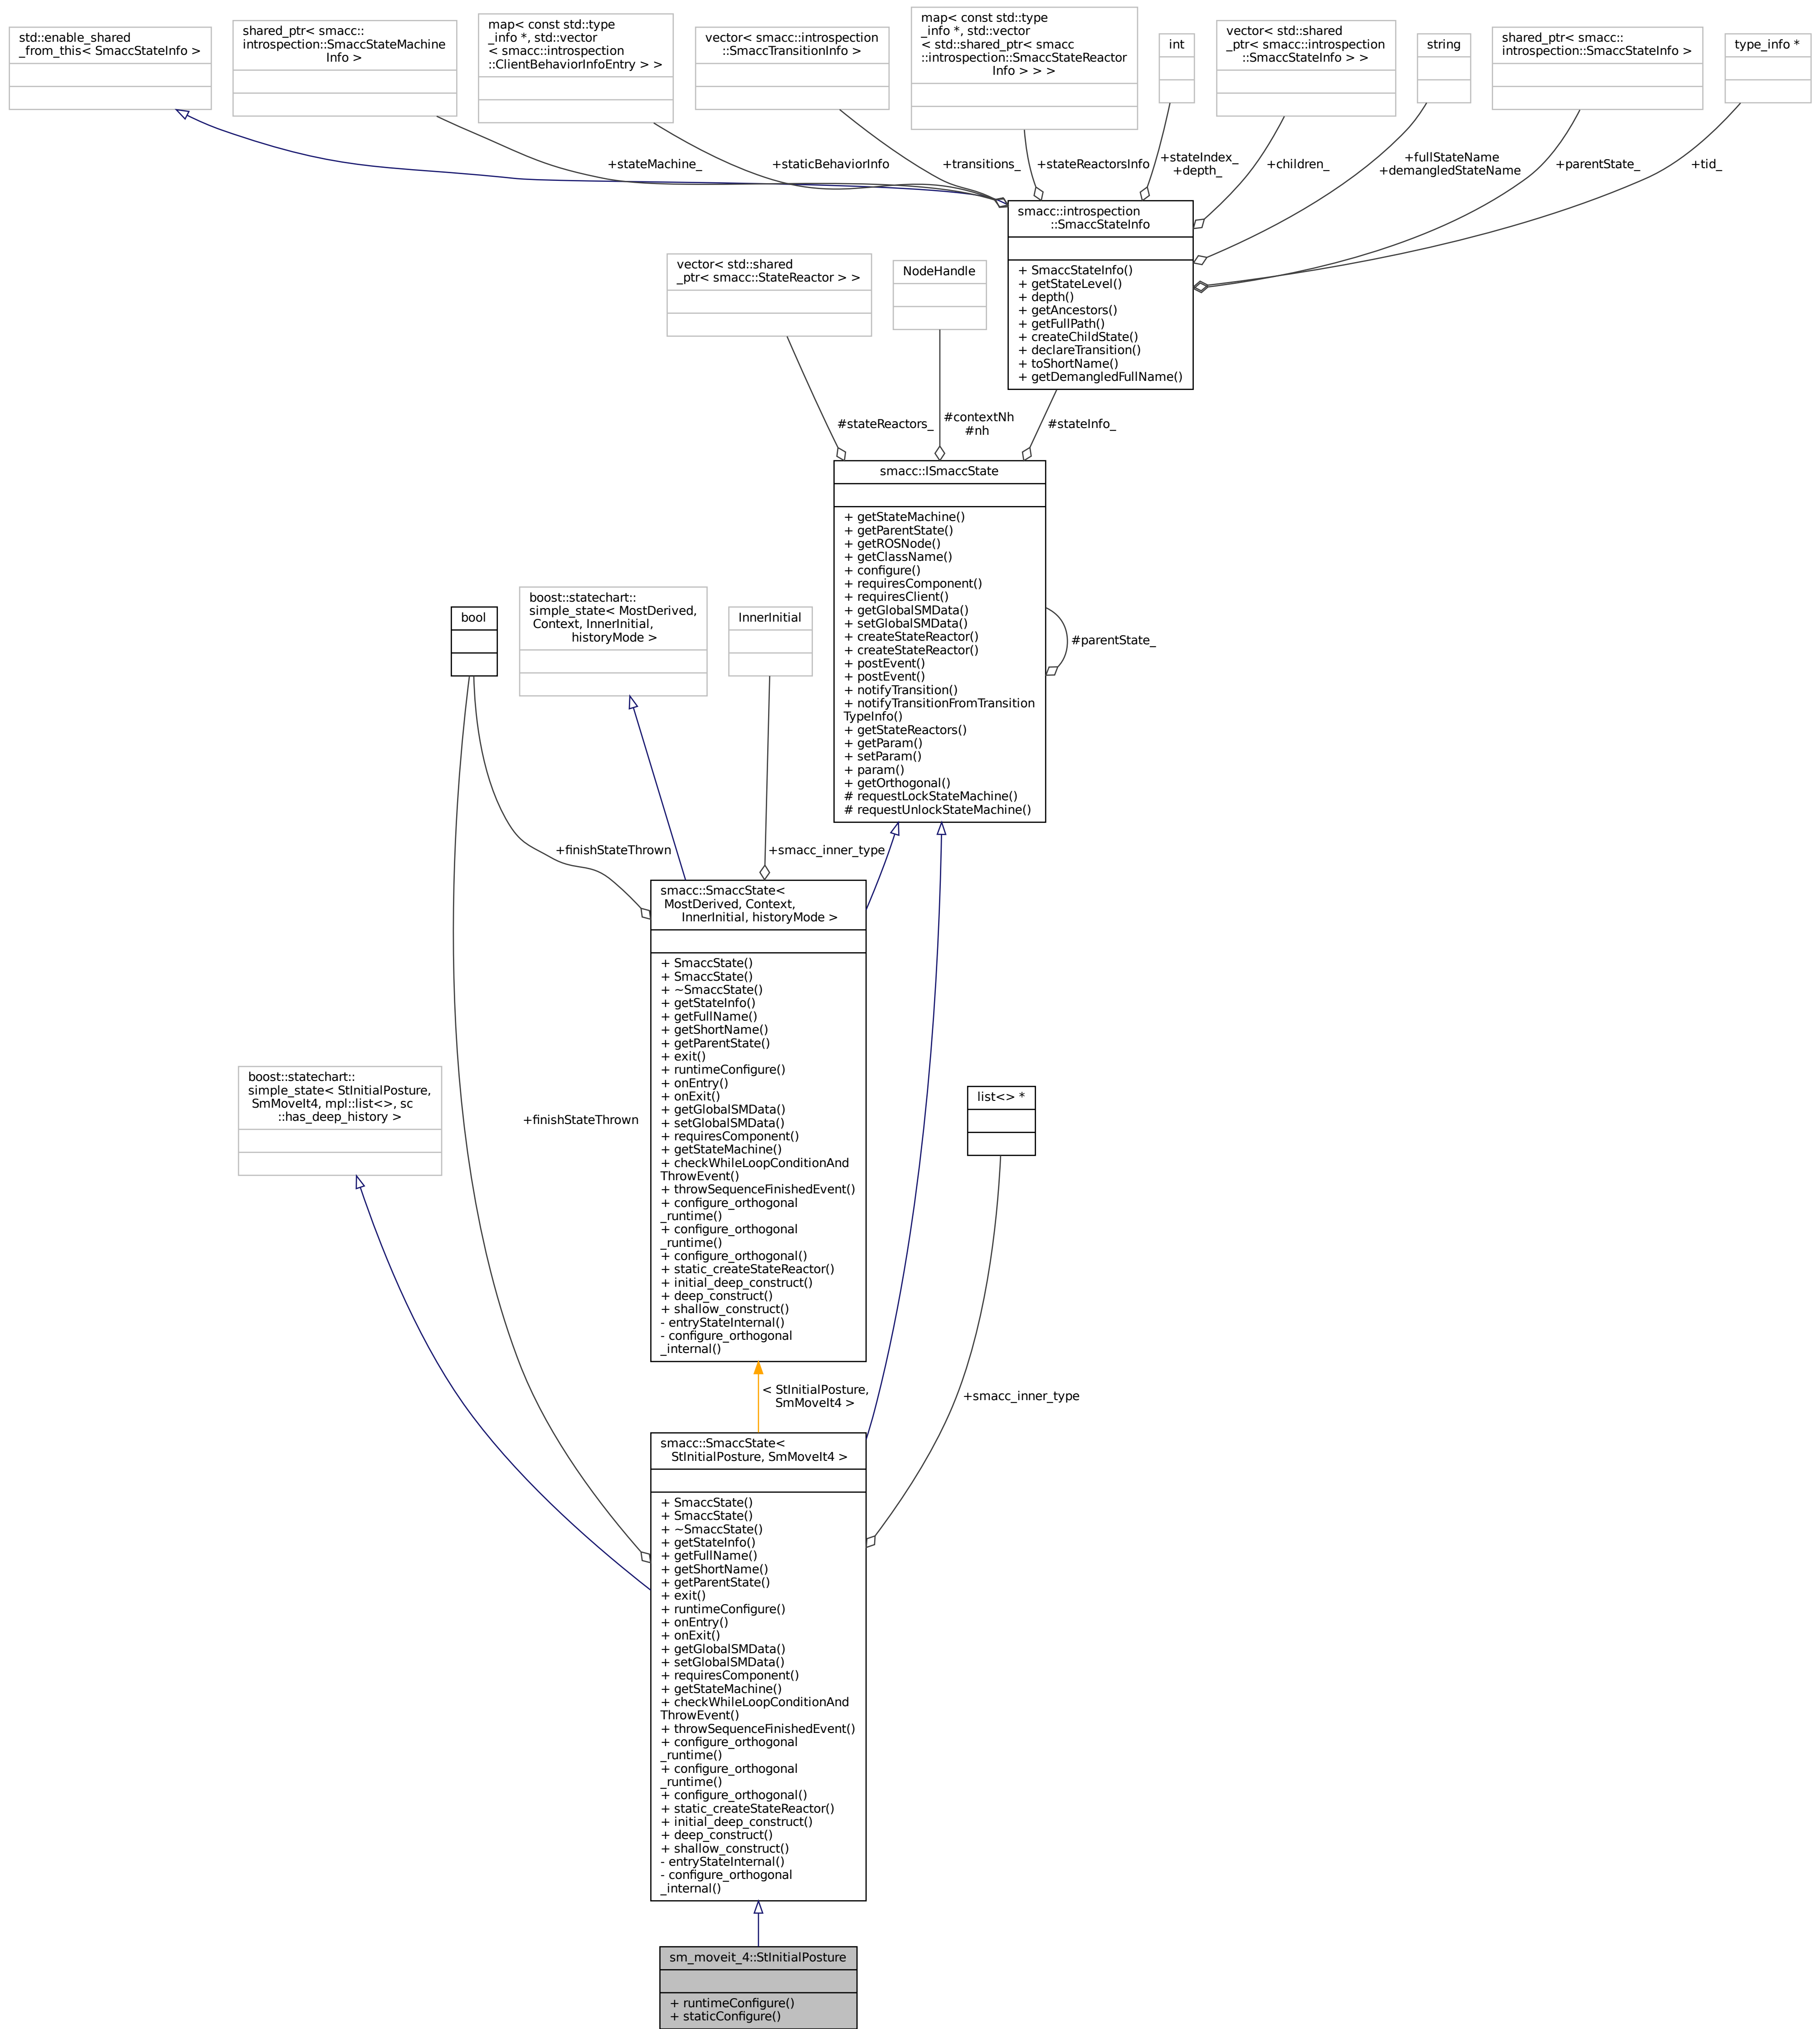 std::enable_shared
_from_this< SmaccStateInfo >
shared_ptr< smacc::
introspection::SmaccStateMachine
Info >
map< const std::type
_info *, std::vector
< smacc::introspection
::ClientBehaviorInfoEntry > >
vector< smacc::introspection
::SmaccTransitionInfo >
map< const std::type
_info *, std::vector
< std::shared_ptr< smacc
::introspection::SmaccStateReactor
Info > > >
int
vector< std::shared
_ptr< smacc::introspection
::SmaccStateInfo > >
string
shared_ptr< smacc::
introspection::SmaccStateInfo >
type_info *
+stateMachine_
+staticBehaviorInfo
+transitions_
+stateReactorsInfo
+stateIndex_
+depth_
+children_
+fullStateName
+demangledStateName
+parentState_
+tid_
smacc::introspection
::SmaccStateInfo
+ SmaccStateInfo()
+ getStateLevel()
+ depth()
+ getAncestors()
+ getFullPath()
+ createChildState()
+ declareTransition()
+ toShortName()
+ getDemangledFullName()
vector< std::shared
_ptr< smacc::StateReactor > >
NodeHandle
#stateReactors_
#contextNh
#nh
#stateInfo_
smacc::ISmaccState
+ getStateMachine()
+ getParentState()
+ getROSNode()
+ getClassName()
+ configure()
+ requiresComponent()
+ requiresClient()
+ getGlobalSMData()
+ setGlobalSMData()
+ createStateReactor()
+ createStateReactor()
+ postEvent()
+ postEvent()
+ notifyTransition()
+ notifyTransitionFromTransition
TypeInfo()
+ getStateReactors()
+ getParam()
+ setParam()
+ param()
+ getOrthogonal()
# requestLockStateMachine()
# requestUnlockStateMachine()
#parentState_
bool
boost::statechart::
simple_state< MostDerived,
Context, InnerInitial,
historyMode >
InnerInitial
+finishStateThrown
+smacc_inner_type
smacc::SmaccState<
MostDerived, Context,
InnerInitial, historyMode >
+ SmaccState()
+ SmaccState()
+ ~SmaccState()
+ getStateInfo()
+ getFullName()
+ getShortName()
+ getParentState()
+ exit()
+ runtimeConfigure()
+ onEntry()
+ onExit()
+ getGlobalSMData()
+ setGlobalSMData()
+ requiresComponent()
+ getStateMachine()
+ checkWhileLoopConditionAnd
ThrowEvent()
+ throwSequenceFinishedEvent()
+ configure_orthogonal
_runtime()
+ configure_orthogonal
_runtime()
+ configure_orthogonal()
+ static_createStateReactor()
+ initial_deep_construct()
+ deep_construct()
+ shallow_construct()
- entryStateInternal()
- configure_orthogonal
_internal()
boost::statechart::
simple_state< StInitialPosture,
SmMoveIt4, mpl::list<>, sc
::has_deep_history >
+finishStateThrown
list<> *
< StInitialPosture,
SmMoveIt4 >
+smacc_inner_type
smacc::SmaccState<
StInitialPosture, SmMoveIt4 >
+ SmaccState()
+ SmaccState()
+ ~SmaccState()
+ getStateInfo()
+ getFullName()
+ getShortName()
+ getParentState()
+ exit()
+ runtimeConfigure()
+ onEntry()
+ onExit()
+ getGlobalSMData()
+ setGlobalSMData()
+ requiresComponent()
+ getStateMachine()
+ checkWhileLoopConditionAnd
ThrowEvent()
+ throwSequenceFinishedEvent()
+ configure_orthogonal
_runtime()
+ configure_orthogonal
_runtime()
+ configure_orthogonal()
+ static_createStateReactor()
+ initial_deep_construct()
+ deep_construct()
+ shallow_construct()
- entryStateInternal()
- configure_orthogonal
_internal()
sm_moveit_4::StInitialPosture
+ runtimeConfigure()
+ staticConfigure()